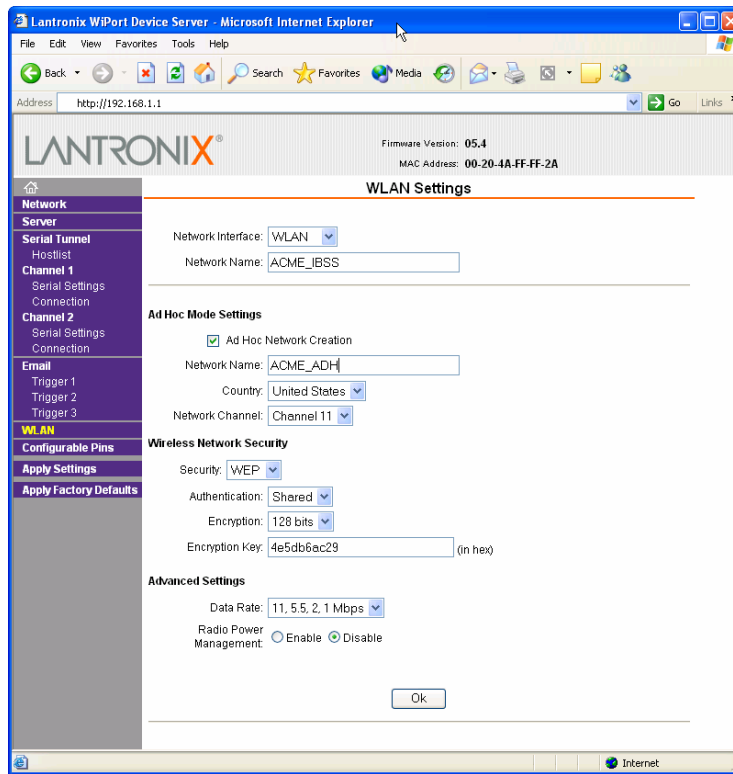 Lantronix WiPort Device Server - Microsoft Internet Explorer
File Edit View Favorites Tools Help
Back Search Favorites Media
Address http://192.168.1.1 Go Links
LANTRONIX®
Firmware Version: 05.4
MAC Address: 00-20-4A-FF-FF-2A
Network
Server
Serial Tunnel
Hostlist
Channel 1
Serial Settings
Connection
Channel 2
Serial Settings
Connection
Email
Trigger 1
Trigger 2
Trigger 3
WLAN
Configurable Pins
Apply Settings
Apply Factory Defaults
WLAN Settings
Network Interface: WLAN
Network Name: ACME_IBSS
Ad Hoc Mode Settings
Ad Hoc Network Creation
Network Name: ACME_ADH
Country: United States
Network Channel: Channel 11
Wireless Network Security
Security: WEP
Authentication: Shared
Encryption: 128 bits
Encryption Key: 4e5db6ac29 (in hex)
Advanced Settings
Data Rate: 11, 5.5, 2, 1 Mbps
Radio Power
Management: Enable Disable
Ok
Internet